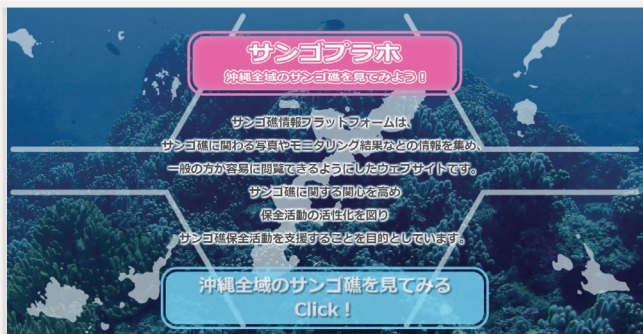 サンゴプラホ
沖縄全域のサンゴ礁を見てみよう！
サンゴ礁情報プラットフォームは、
サンゴ礁に関わる写真やモニタリング結果などの情報を集め、
一般の方が容易に閲覧できるようにしたウェブサイトです。
サンゴ礁に関する関心を高め
保全活動の活性化を図り
サンゴ礁保全活動を支援することを目的としています。
沖縄全域のサンゴ礁を見てみる
Click！